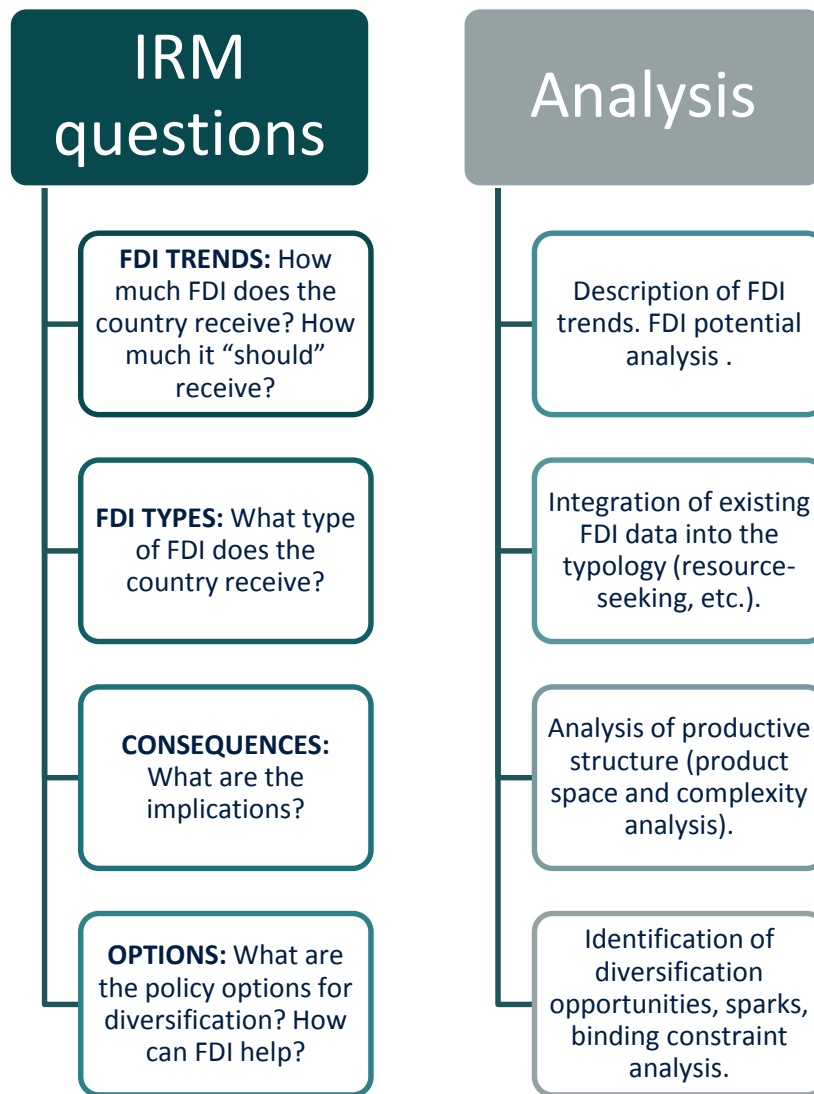 IRM
questions
FDI TRENDS: How
much FDI does the
country receive? How
much it “should”
receive?
FDI TYPES: What type
of FDI does the
country receive?
CONSEQUENCES:
What are the
implications?
OPTIONS: What are
the policy options for
diversification? How
can FDI help?
Analysis
Description of FDI
trends. FDI potential
analysis .
Integration of existing
FDI data into the
typology (resource-
seeking, etc.).
Analysis of productive
structure (product
space and complexity
analysis).
Identification of
diversification
opportunities, sparks,
binding constraint
analysis.